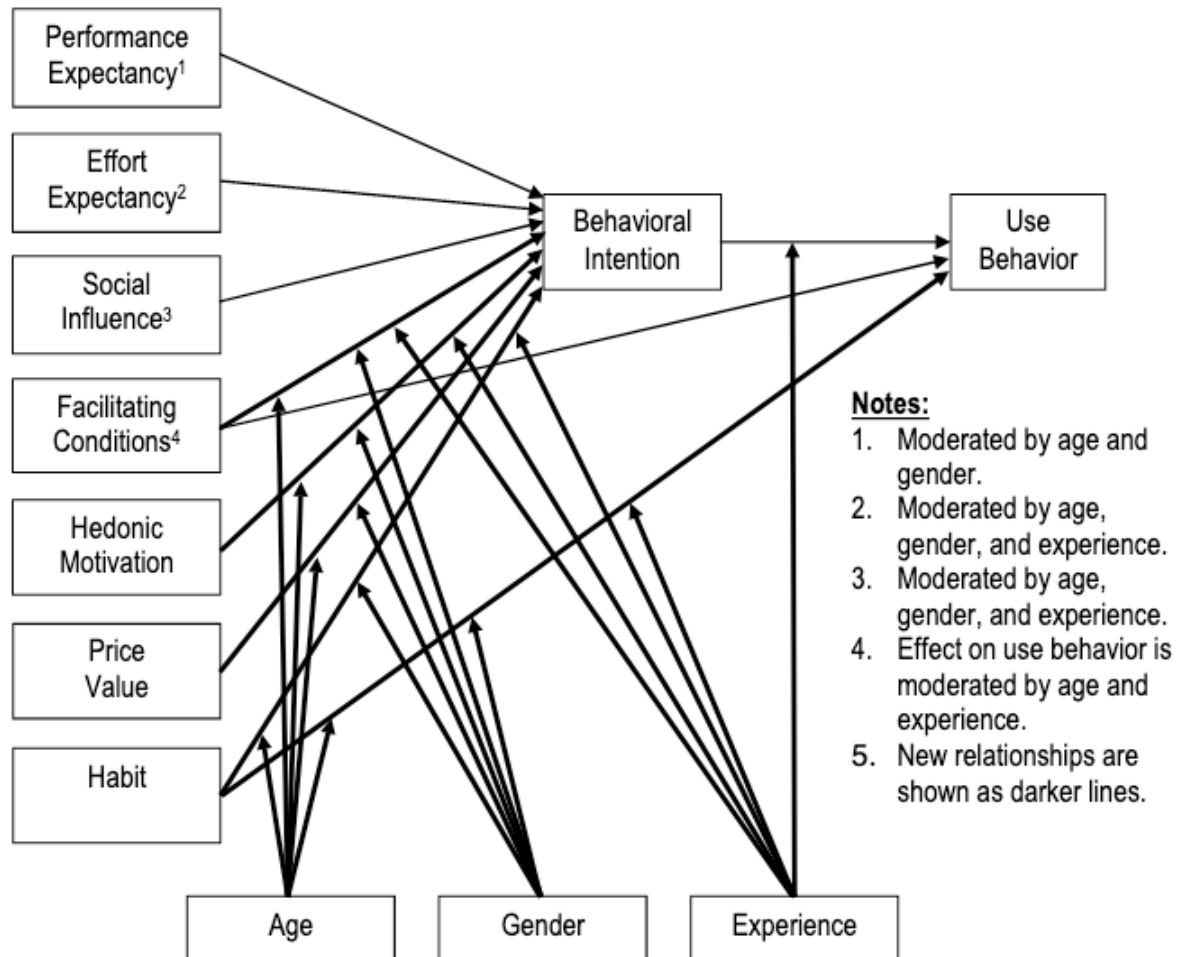 Performance
Expectancy¹
Effort
Expectancy²
Social
Influence³
Facilitating
Conditions⁴
Hedonic
Motivation
Price
Value
Habit
Behavioral
Intention
Use
Behavior
Notes:
1. Moderated by age and
gender.
2. Moderated by age,
gender, and experience.
3. Moderated by age,
gender, and experience.
4. Effect on use behavior is
moderated by age and
experience.
5. New relationships are
shown as darker lines.
Age
Gender
Experience